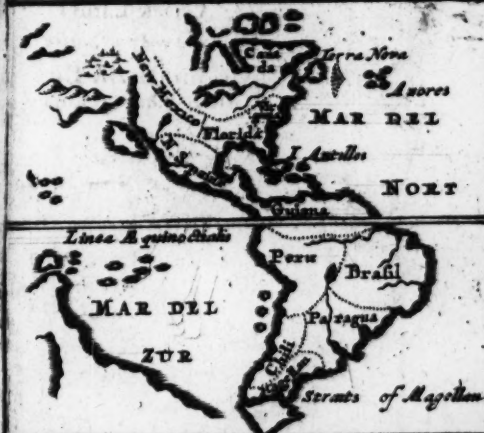 Cana
da
Terra Nova
New Mexico
Azores
Florida
MAR DEL
N. Spain
I Antilles
NORT
Guiana
Linea Æquinoctialis
Peru
Brasil
MAR DEL
Paragua
ZUR
Chili
Straits of Magellan